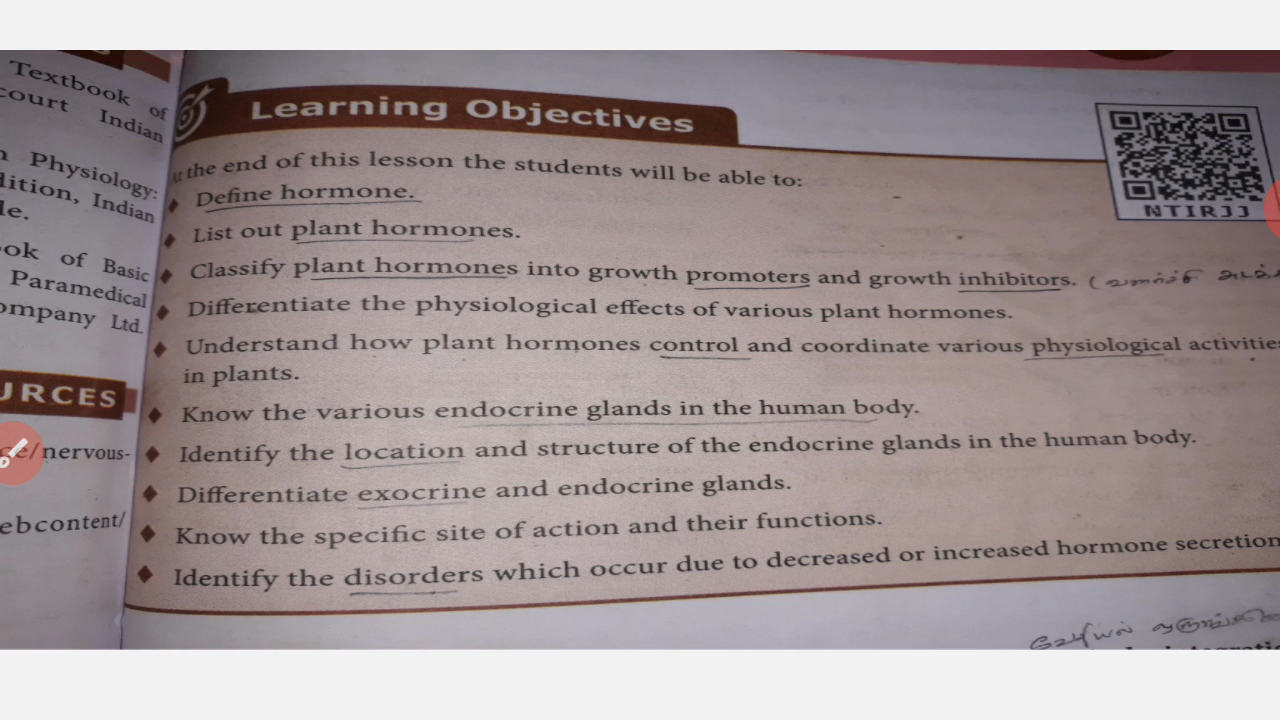 Textbook of
court Indian
Physiology:
Indian
ok of Basic
Paramedical
Company Ltd.
URCES
/nervous-
ebcontent/
Learning Objectives
At the end of this lesson the students will be able to:
Define hormone.
List out plant hormones.
Classify plant hormones into growth promoters and growth inhibitors. (வளர்ச்சி
Differentiate the physiological effects of various plant hormones.
Understand how plant hormones control and coordinate various physiological activities
in plants.
Know the various endocrine glands in the human body.
Identify the location and structure of the endocrine glands in the human body.
Differentiate exocrine and endocrine glands.
Know the specific site of action and their functions.
Identify the disorders which occur due to decreased or increased hormone secretion
NTIRJJ